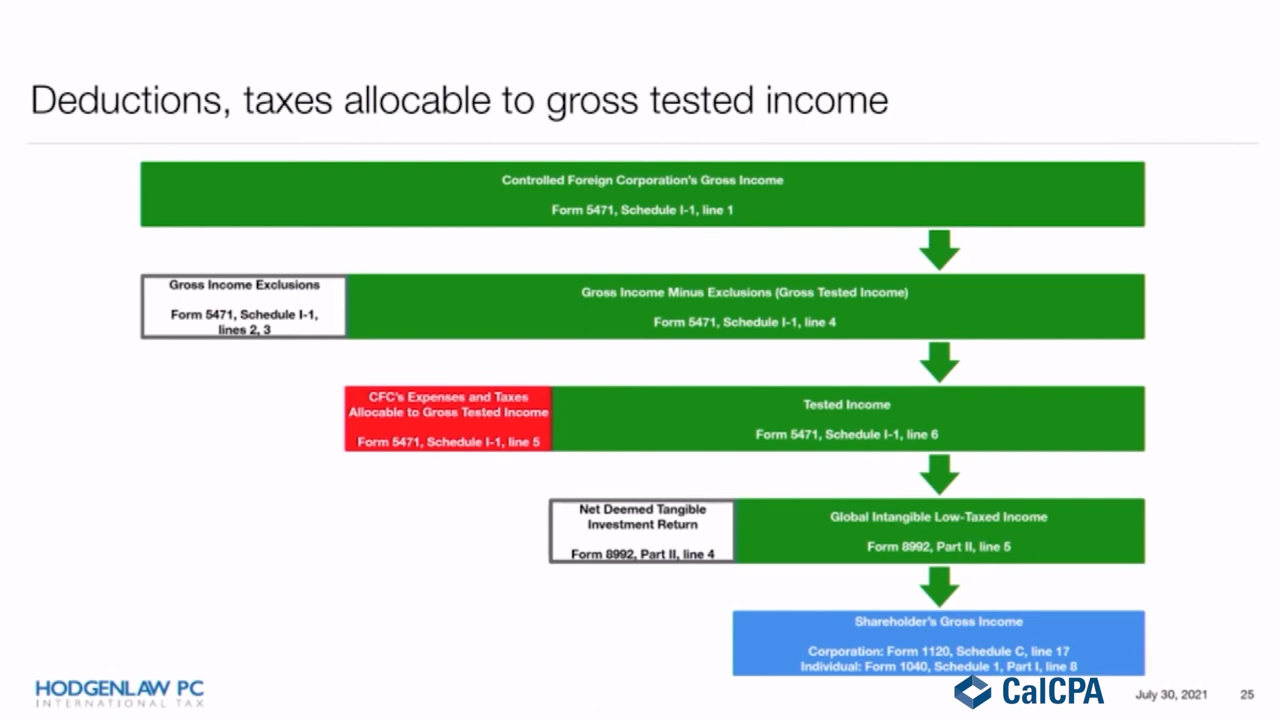 Deductions, taxes allocable to gross tested income
Controlled Foreign Corporation's Gross Income
Form 5471, Schedule I-1, line 1
Gross Income Exclusions
Form 5471, Schedule I-1,
lines 2, 3
Gross Income Minus Exclusions (Gross Tested Income)
Form 5471, Schedule I-1, line 4
CFC's Expenses and Taxes
Allocable to Gross Tested Income
Form 5471, Schedule I-1, line 5
Tested Income
Form 5471, Schedule I-1, line 6
Net Deemed Tangible
Investment Return
Form 8992, Part II, line 4
Global Intangible Low-Taxed Income
Form 8992, Part II, line 5
Shareholder's Gross Income
Corporation: Form 1120, Schedule C, line 17
Individual: Form 1040, Schedule 1, Part I, line 8
HODGENLAW PC
INTERNATIONAL TAX
CalCPA
July 30, 2021
25